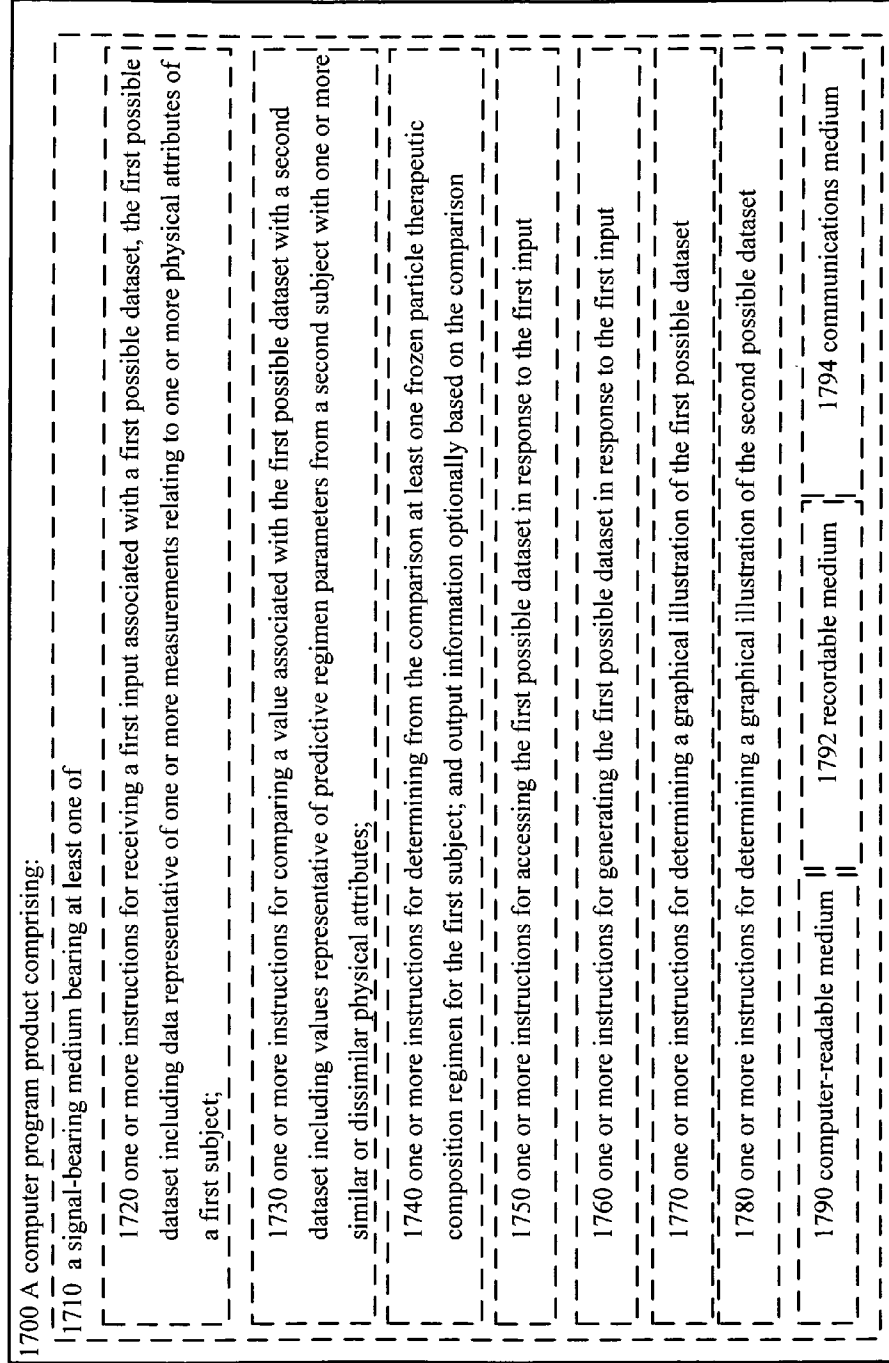 1700 A computer program product comprising:
1710 a signal-bearing medium bearing at least one of
1720 one or more instructions for receiving a first input associated with a first possible dataset, the first possible
dataset including data representative of one or more measurements relating to one or more physical attributes of
a first subject;
1730 one or more instructions for comparing a value associated with the first possible dataset with a second
dataset including values representative of predictive regimen parameters from a second subject with one or more
similar or dissimilar physical attributes;
1740 one or more instructions for determining from the comparison at least one frozen particle therapeutic
composition regimen for the first subject; and output information optionally based on the comparison
1750 one or more instructions for accessing the first possible dataset in response to the first input
1760 one or more instructions for generating the first possible dataset in response to the first input
1770 one or more instructions for determining a graphical illustration of the first possible dataset
1780 one or more instructions for determining a graphical illustration of the second possible dataset
1790 computer-readable medium
1792 recordable medium
1794 communications medium